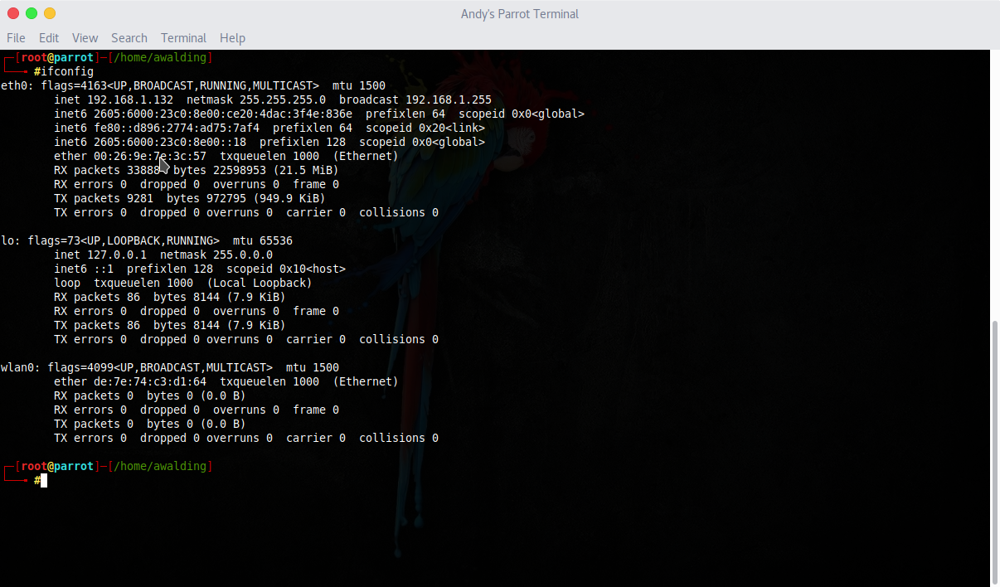 Andy's Parrot Terminal
File Edit View Search Terminal Help
┌─[root@parrot]─[/home/awalding]
└──╼ #ifconfig
eth0: flags=4163<UP,BROADCAST,RUNNING,MULTICAST>  mtu 1500
        inet 192.168.1.132  netmask 255.255.255.0  broadcast 192.168.1.255
        inet6 2605:6000:23c0:8e00:ce20:4dac:3f4e:836e  prefixlen 64  scopeid 0x0<global>
        inet6 fe80::d896:2774:ad75:7af4  prefixlen 64  scopeid 0x20<link>
        inet6 2605:6000:23c0:8e00::18  prefixlen 128  scopeid 0x0<global>
        ether 00:26:9e:7e:3c:57  txqueuelen 1000  (Ethernet)
        RX packets 33888  bytes 22598953 (21.5 MiB)
        RX errors 0  dropped 0  overruns 0  frame 0
        TX packets 9281  bytes 972795 (949.9 KiB)
        TX errors 0  dropped 0 overruns 0  carrier 0  collisions 0
lo: flags=73<UP,LOOPBACK,RUNNING>  mtu 65536
        inet 127.0.0.1  netmask 255.0.0.0
        inet6 ::1  prefixlen 128  scopeid 0x10<host>
        loop  txqueuelen 1000  (Local Loopback)
        RX packets 86  bytes 8144 (7.9 KiB)
        RX errors 0  dropped 0  overruns 0  frame 0
        TX packets 86  bytes 8144 (7.9 KiB)
        TX errors 0  dropped 0 overruns 0  carrier 0  collisions 0
wlan0: flags=4099<UP,BROADCAST,MULTICAST>  mtu 1500
        ether de:7e:74:c3:d1:64  txqueuelen 1000  (Ethernet)
        RX packets 0  bytes 0 (0.0 B)
        RX errors 0  dropped 0  overruns 0  frame 0
        TX packets 0  bytes 0 (0.0 B)
        TX errors 0  dropped 0 overruns 0  carrier 0  collisions 0
┌─[root@parrot]─[/home/awalding]
└──╼ #